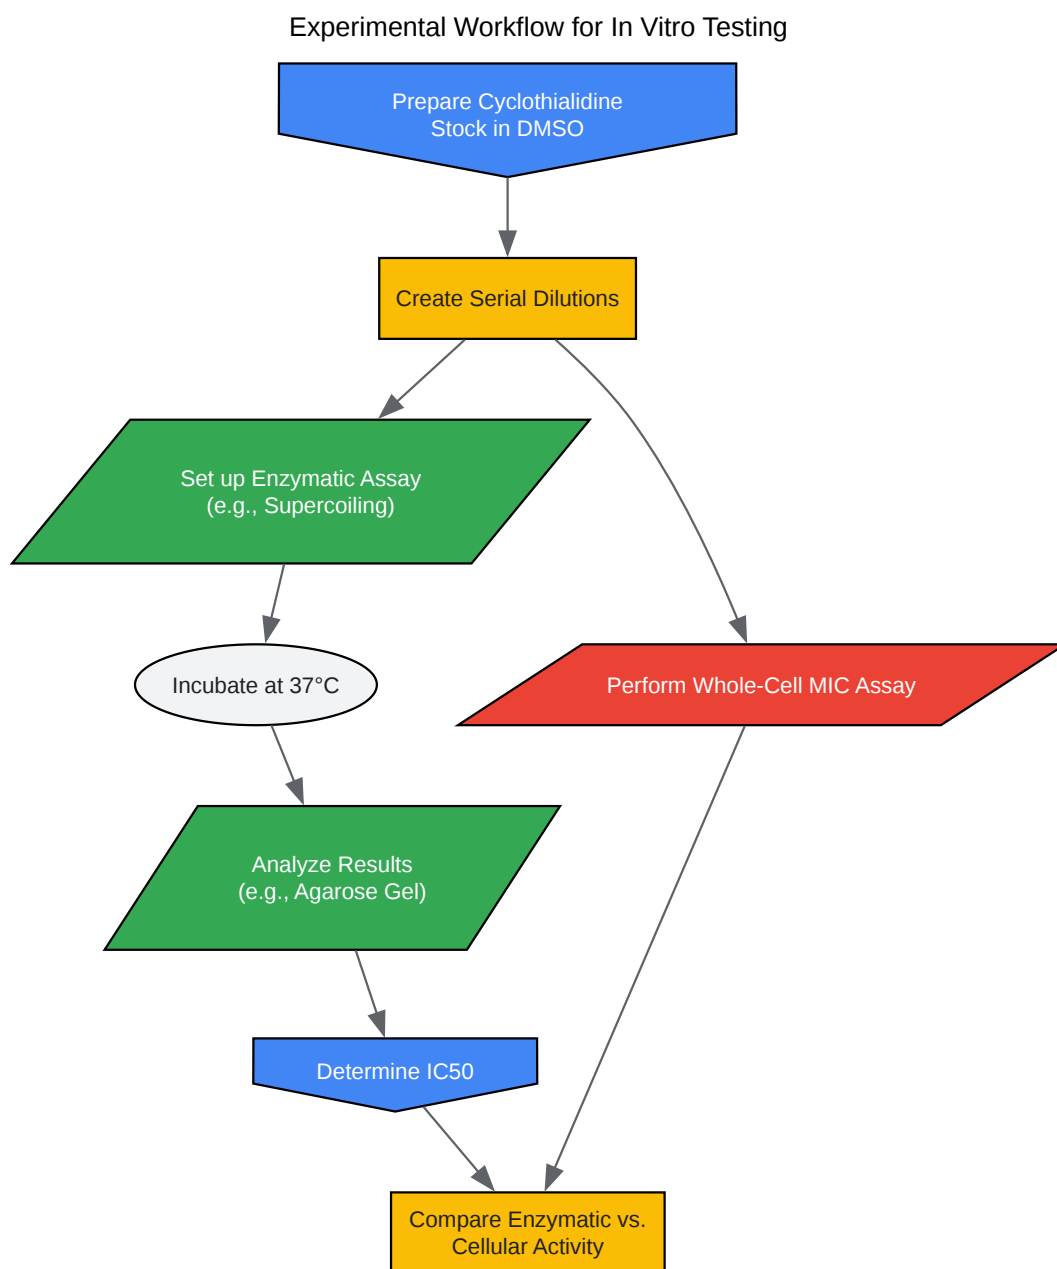 Experimental Workflow for In Vitro Testing
Prepare Cyclothialidine
Stock in DMSO
Create Serial Dilutions
Set up Enzymatic Assay
(e.g., Supercoiling)
Incubate at 37°C
Perform Whole-Cell MIC Assay
Analyze Results
(e.g., Agarose Gel)
Determine IC50
Compare Enzymatic vs.
Cellular Activity